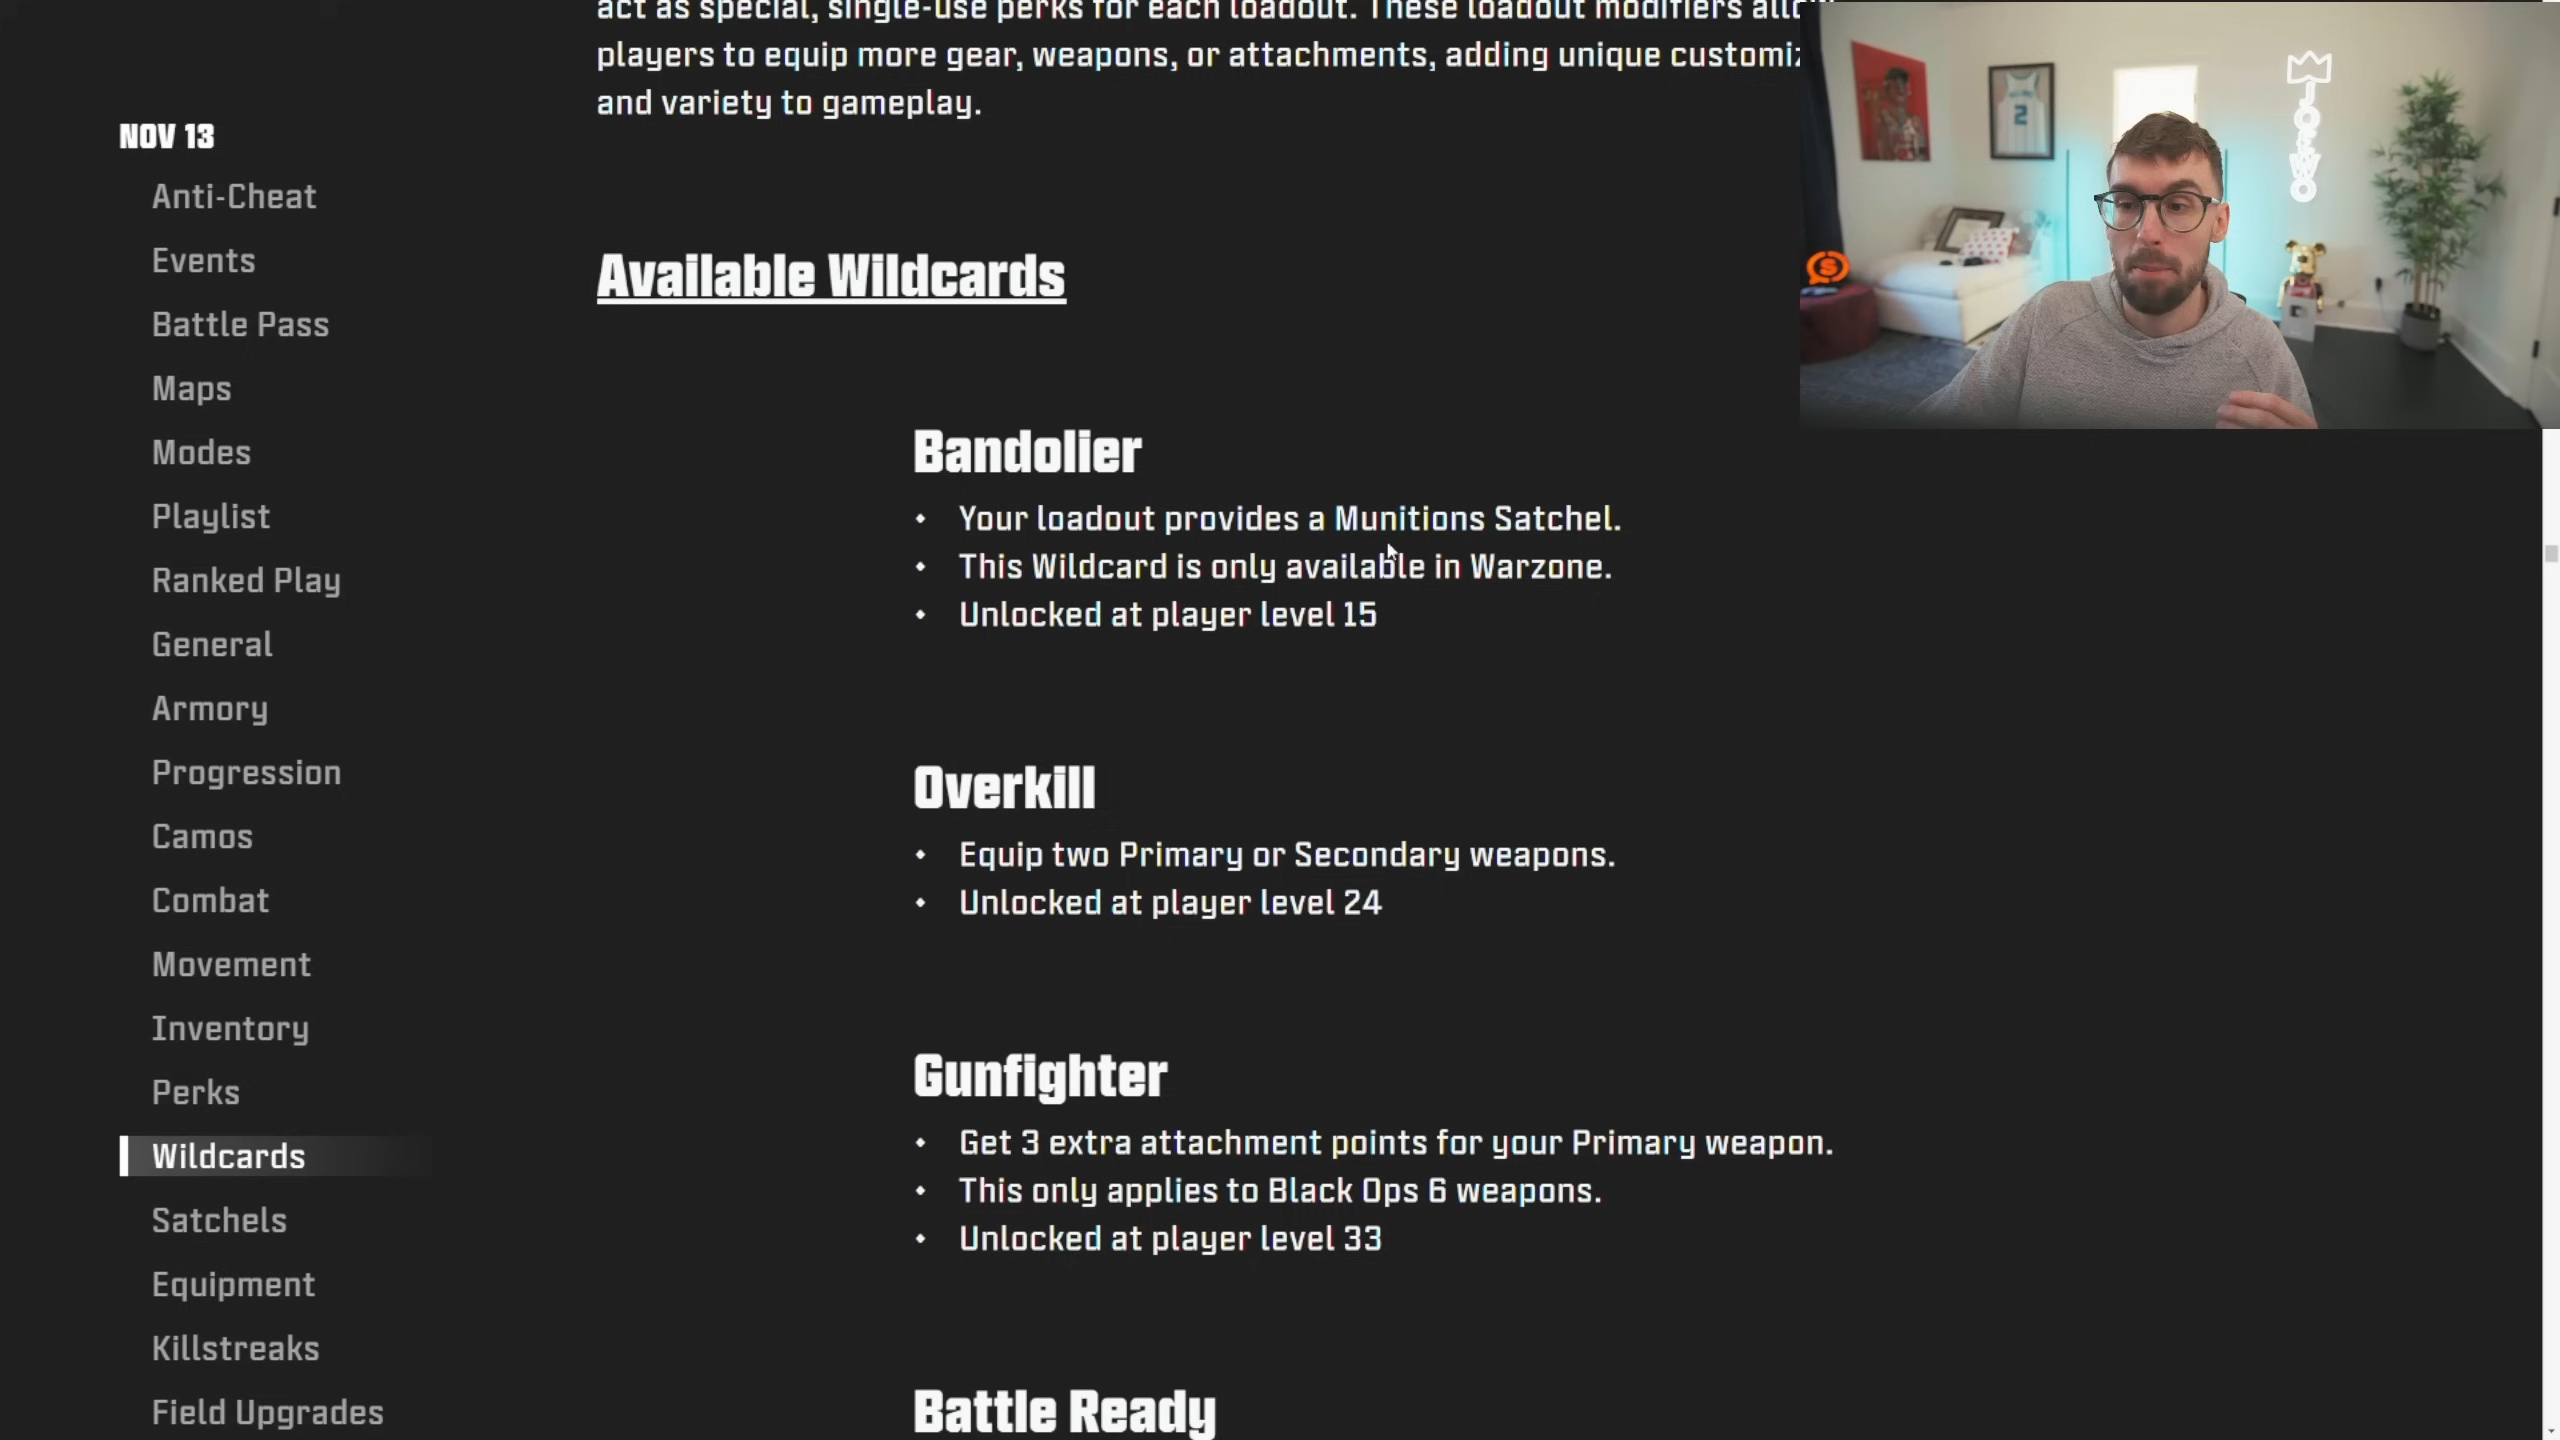 act as special, single-use perks for each loadout. These loadout modifiers
players to equip more gear, weapons, or attachments, adding unique
and variety to gameplay.
NOV 13
Anti-Cheat
Events
Battle Pass
Maps
Modes
Playlist
Ranked Play
General
Armory
Progression
Camos
Combat
Movement
Inventory
Perks
Wildcards
Satchels
Equipment
Killstreaks
Field Upgrades
Available Wildcards
Bandolier
• Your loadout provides a Munitions Satchel.
• This Wildcard is only available in Warzone.
• Unlocked at player level 15
Overkill
• Equip two Primary or Secondary weapons.
• Unlocked at player level 24
Gunfighter
• Get 3 extra attachment points for your Primary weapon.
• This only applies to Black Ops 6 weapons.
• Unlocked at player level 33
Battle Ready
JOEWO
2
S